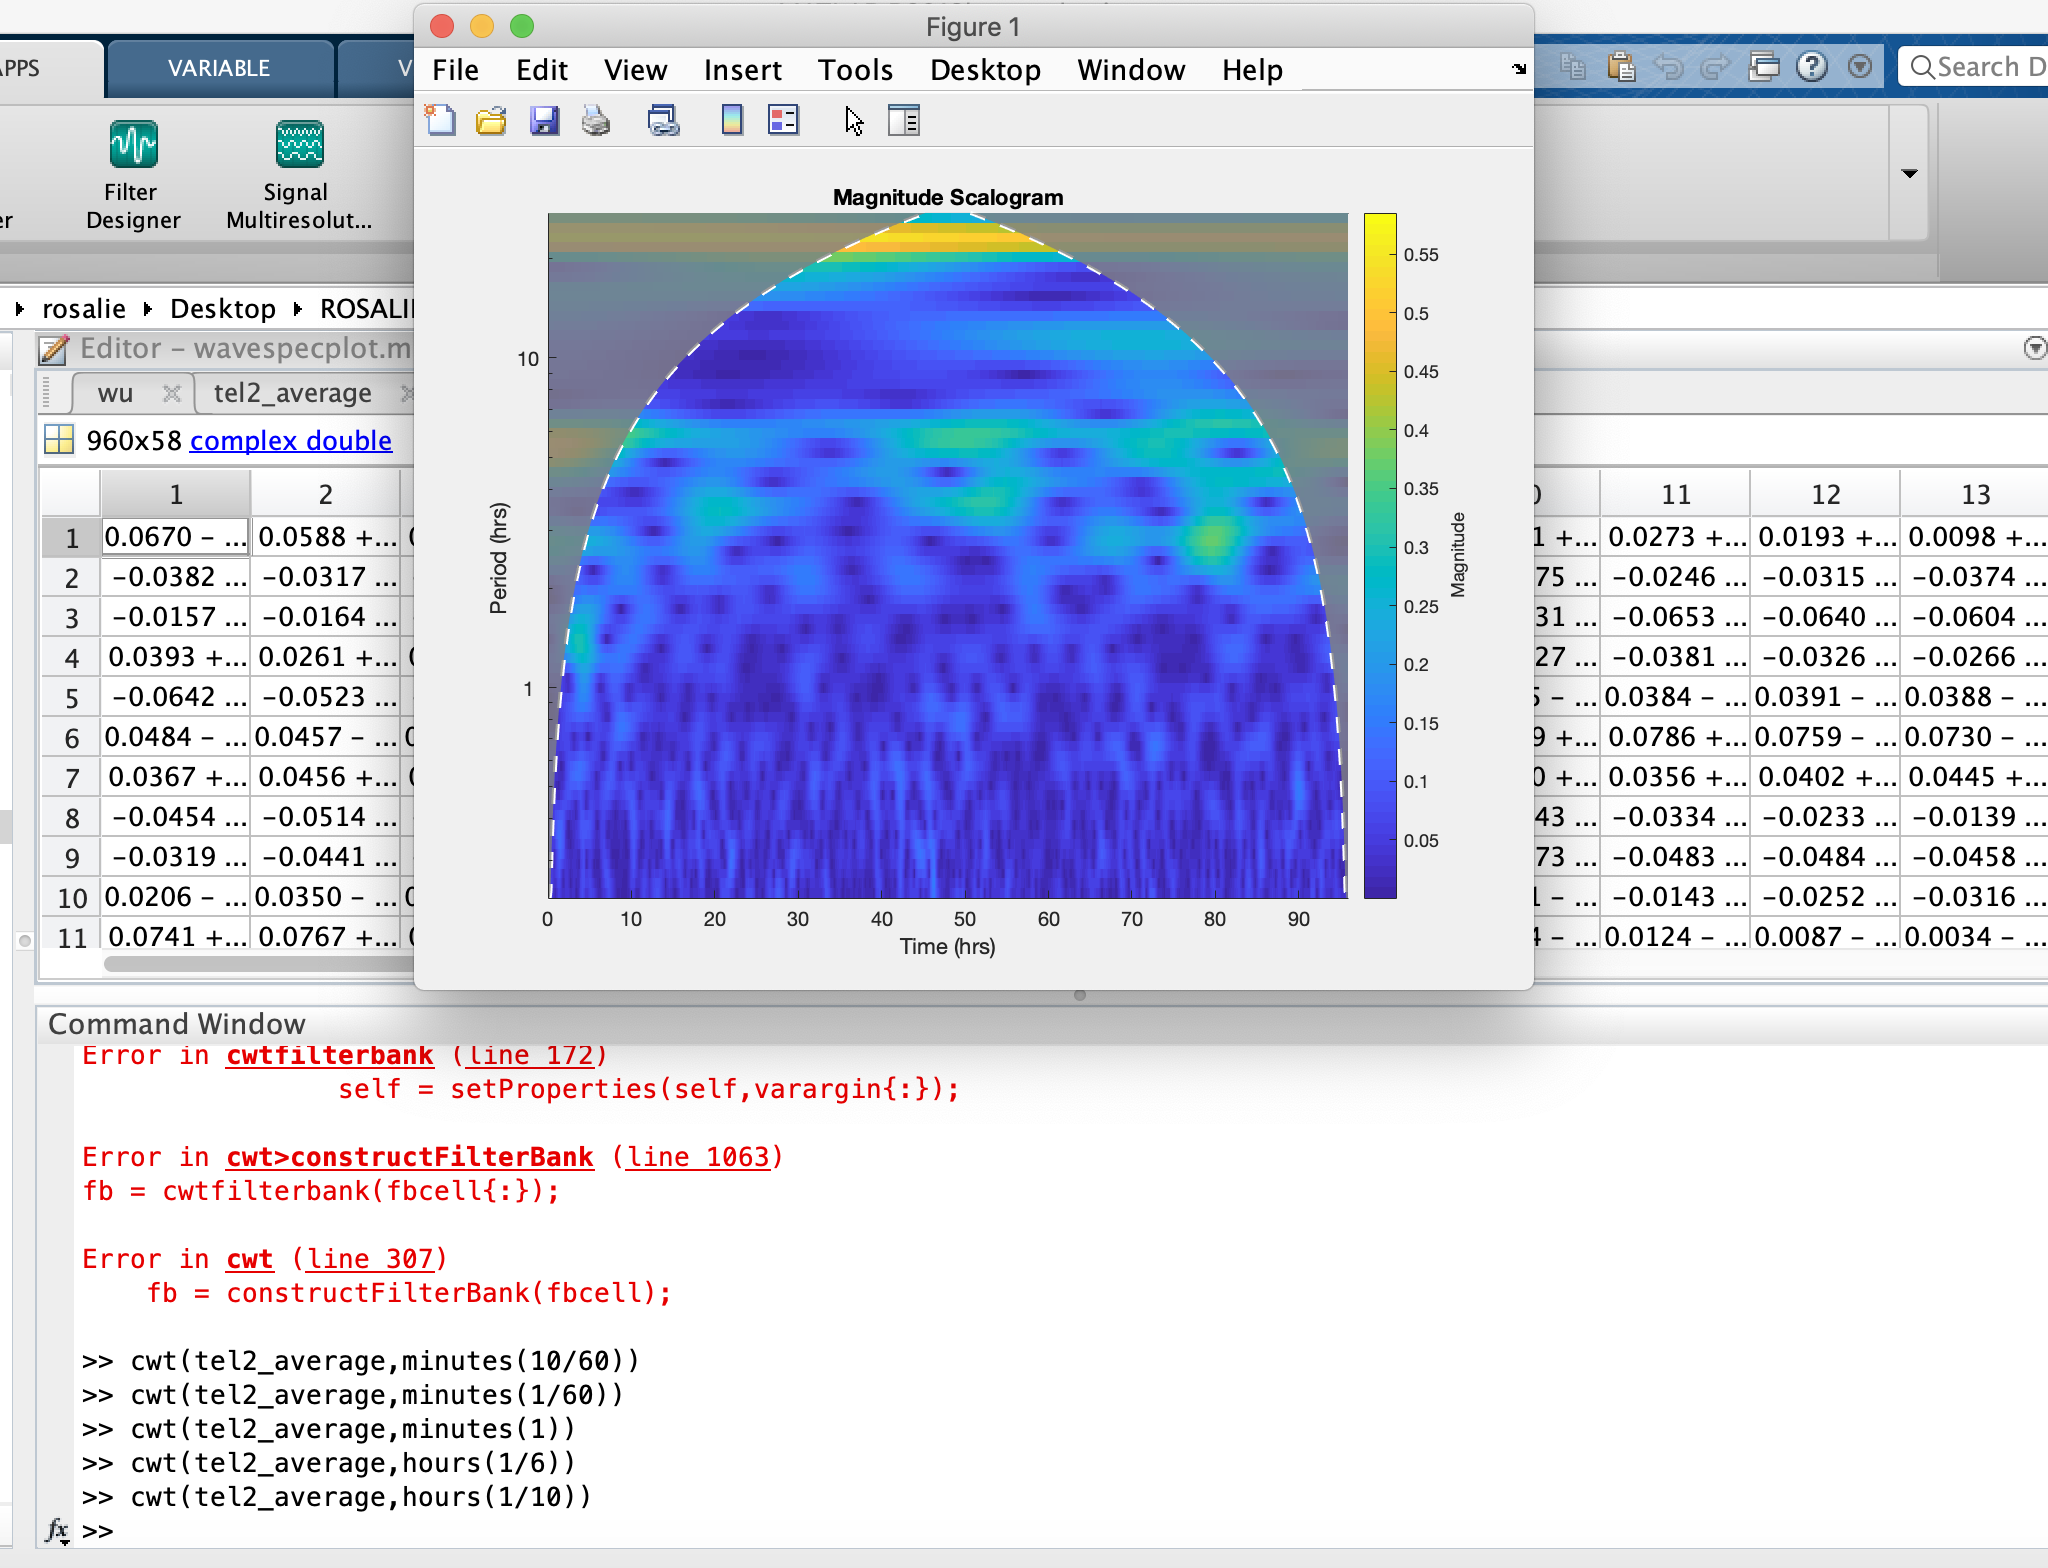 Figure 1
APPS
VARIABLE
V
File Edit View Insert Tools Desktop Window Help
Search D
Filter Designer
Signal Multiresolut...
er
rosalie Desktop
Editor – wavespecplot.m
wu
tel2_average
960x58 complex double
1 2
11 12 13
1 0.0670 – ... 0.0588 +...
1 +... 0.0273 +... 0.0193 +... 0.0098 +...
2 −0.0382 ... −0.0317 ...
75 ... −0.0246 ... −0.0315 ... −0.0374 ...
3 −0.0157 ... −0.0164 ...
31 ... −0.0653 ... −0.0640 ... −0.0604 ...
4 0.0393 +... 0.0261 +...
27 ... −0.0381 ... −0.0326 ... −0.0266 ...
5 −0.0642 ... −0.0523 ...
– ... 0.0384 – ... 0.0391 – ... 0.0388 – ...
6 0.0484 – ... 0.0457 – ...
9 +... 0.0786 +... 0.0759 – ... 0.0730 – ...
7 0.0367 +... 0.0456 +...
0 +... 0.0356 +... 0.0402 +... 0.0445 +...
8 −0.0454 ... −0.0514 ...
43 ... −0.0334 ... −0.0233 ... −0.0139 ...
9 −0.0319 ... −0.0441 ...
73 ... −0.0483 ... −0.0484 ... −0.0458 ...
10 0.0206 – ... 0.0350 – ...
– ... −0.0143 ... −0.0252 ... −0.0316 ...
11 0.0741 +... 0.0767 +...
– ... 0.0124 – ... 0.0087 – ... 0.0034 – ...
Magnitude Scalogram
Period (hrs)
10
1
0 10 20 30 40 50 60 70 80 90
Time (hrs)
0.55
0.5
0.45
0.4
0.35
0.3
0.25
0.2
0.15
0.1
0.05
Magnitude
Command Window
Error in cwtfilterbank (line 172)
self = setProperties(self,varargin{:});
Error in cwt>constructFilterBank (line 1063)
fb = cwtfilterbank(fbcell{:});
Error in cwt (line 307)
fb = constructFilterBank(fbcell);
>> cwt(tel2_average,minutes(10/60))
>> cwt(tel2_average,minutes(1/60))
>> cwt(tel2_average,minutes(1))
>> cwt(tel2_average,hours(1/6))
>> cwt(tel2_average,hours(1/10))
fx >>